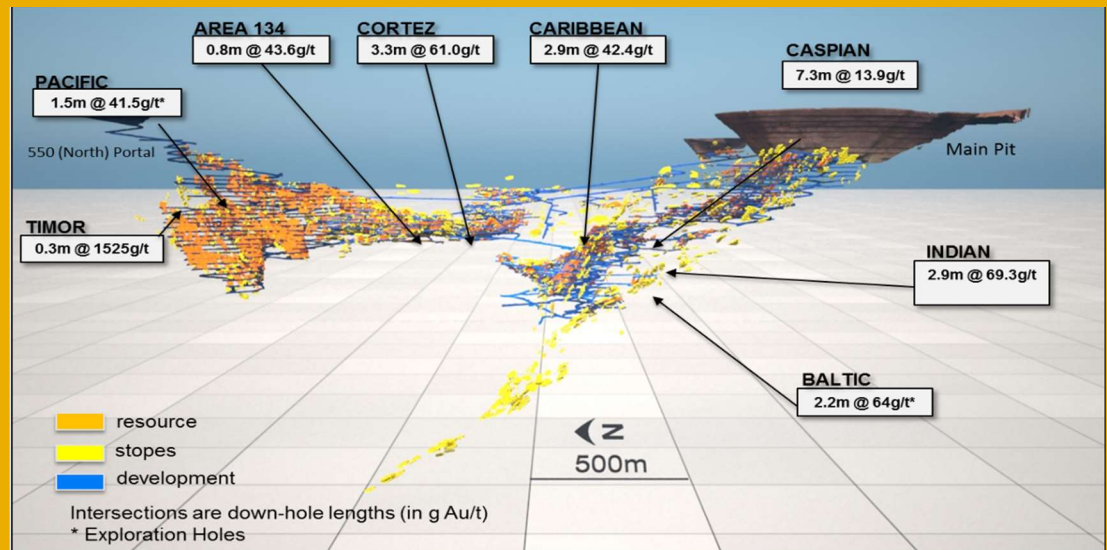 AREA 134
0.8m @ 43.6g/t
CORTEZ
3.3m @ 61.0g/t
CARIBBEAN
2.9m @ 42.4g/t
CASPIAN
7.3m @ 13.9g/t
PACIFIC
1.5m @ 41.5g/t*
550 (North) Portal
Main Pit
TIMOR
0.3m @ 1525g/t
INDIAN
2.9m @ 69.3g/t
BALTIC
2.2m @ 64g/t*
resource
stopes
development
N
500m
Intersections are down-hole lengths (in g Au/t)
* Exploration Holes